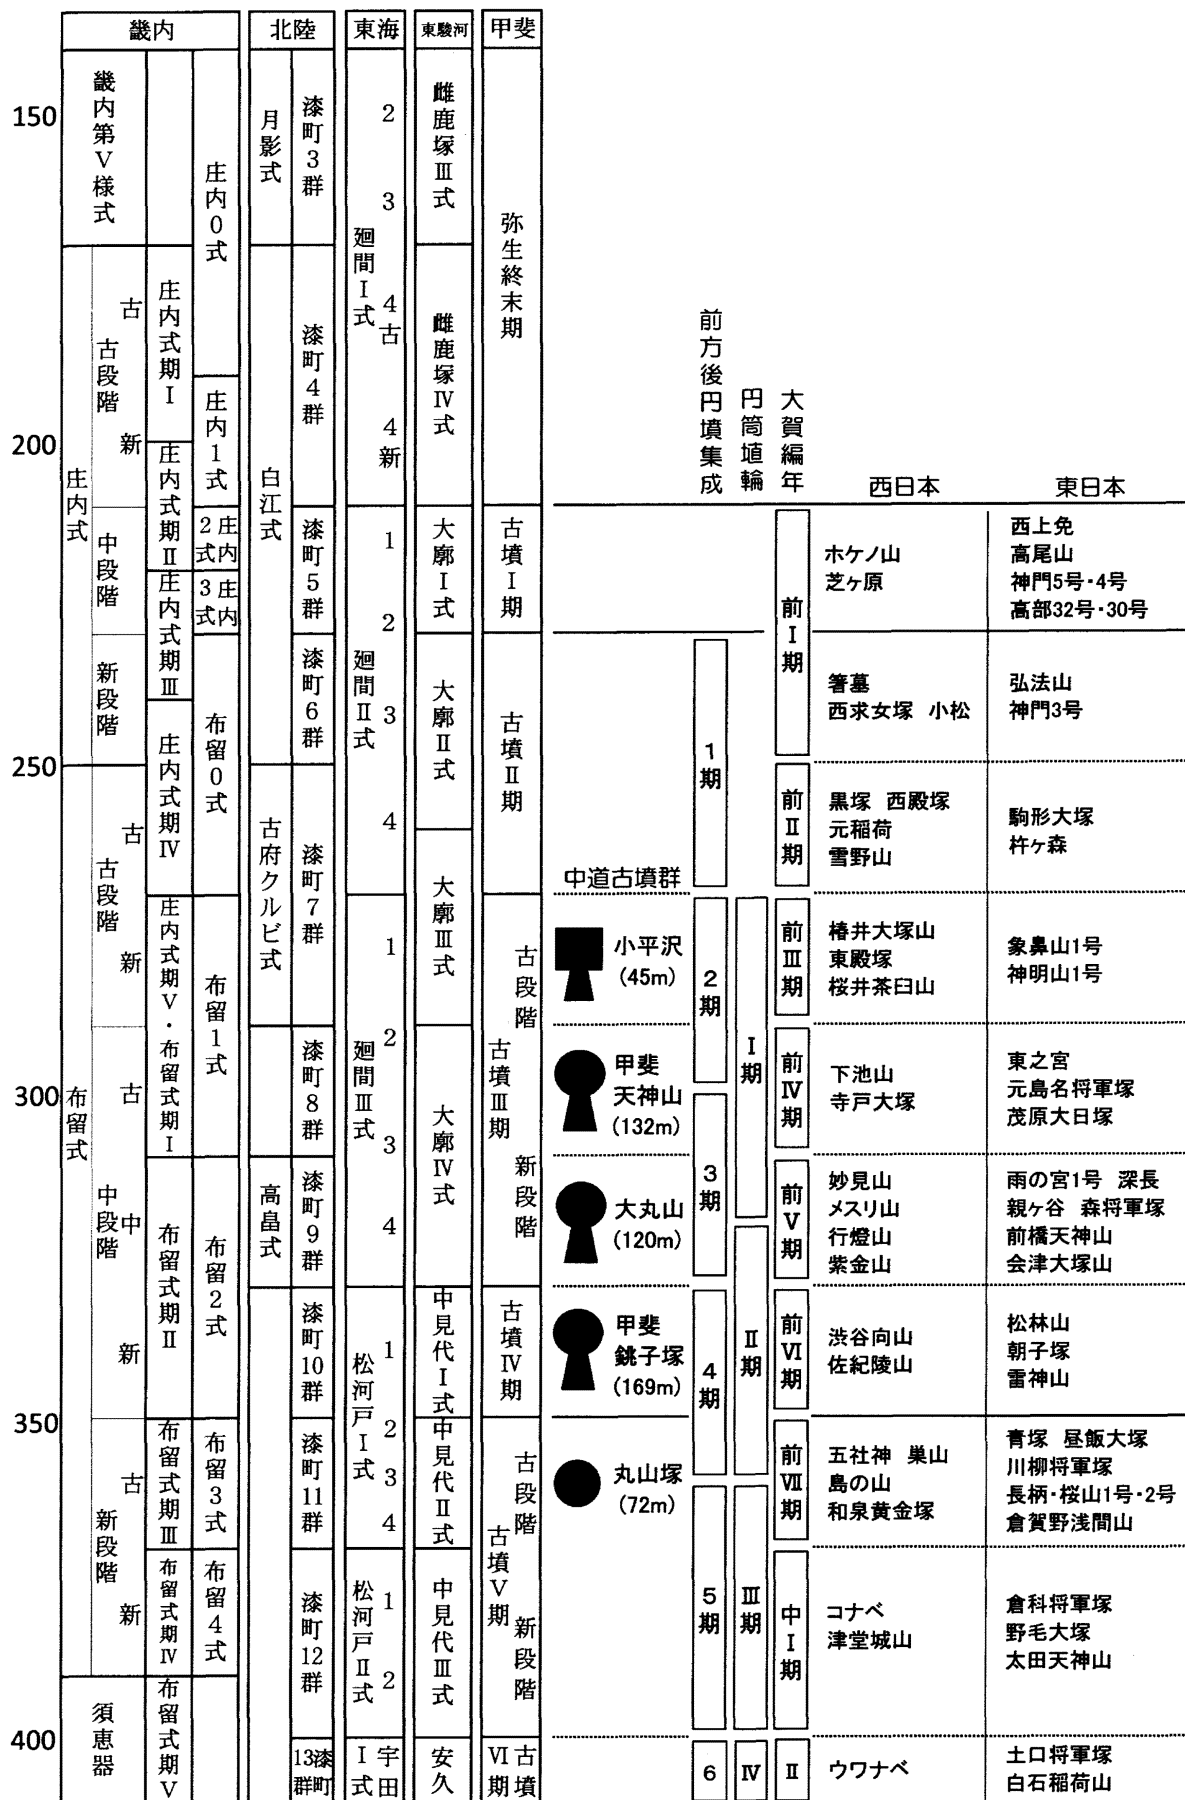 畿内
北陸
東海
東駿河
甲斐
150
200
250
300
350
400
畿内第Ⅴ様式
庄内式
古段階
古
新
中段階
新段階
布留式
古段階
古
新
中段階
古
中
新
新段階
古
新
須恵器
庄内式期Ⅰ
庄内式期Ⅱ
庄内式期Ⅲ
庄内式期Ⅳ
庄内式期Ⅴ・布留式期Ⅰ
布留式期Ⅱ
布留式期Ⅲ
布留式期Ⅳ
布留式期Ⅴ
庄内0式
庄内1式
庄内2式
庄内3式
布留0式
布留1式
布留2式
布留3式
布留4式
月影式
白江式
古府クルビ式
高畠式
漆町3群
漆町4群
漆町5群
漆町6群
漆町7群
漆町8群
漆町9群
漆町10群
漆町11群
漆町12群
漆町13群
廻間Ⅰ式
2
3
4古
4新
廻間Ⅱ式
1
2
3
4
廻間Ⅲ式
1
2
3
4
松河戸Ⅰ式
1
2
3
4
松河戸Ⅱ式
1
2
宇田Ⅰ式
雌鹿塚Ⅲ式
雌鹿塚Ⅳ式
大廓Ⅰ式
大廓Ⅱ式
大廓Ⅲ式
大廓Ⅳ式
中見代Ⅰ式
中見代Ⅱ式
中見代Ⅲ式
安久
弥生終末期
古墳Ⅰ期
古墳Ⅱ期
古墳Ⅲ期
古段階
新段階
古墳Ⅳ期
古墳Ⅴ期
古段階
新段階
古墳Ⅵ期
中道古墳群
小平沢
(45m)
甲斐
天神山
(132m)
大丸山
(120m)
甲斐
銚子塚
(169m)
丸山塚
(72m)
前方後円墳集成
1期
2期
3期
4期
5期
6
円筒埴輪
Ⅰ期
Ⅱ期
Ⅲ期
Ⅳ
大賀編年
前Ⅰ期
前Ⅱ期
前Ⅲ期
前Ⅳ期
前Ⅴ期
前Ⅵ期
前Ⅶ期
中Ⅰ期
Ⅱ
西日本
ホケノ山
芝ヶ原
箸墓
西求女塚 小松
黒塚 西殿塚
元稲荷
雪野山
椿井大塚山
東殿塚
桜井茶臼山
下池山
寺戸大塚
妙見山
メスリ山
行燈山
紫金山
渋谷向山
佐紀陵山
五社神 巣山
島の山
和泉黄金塚
コナベ
津堂城山
ウワナベ
東日本
西上免
高尾山
神門5号・4号
高部32号・30号
弘法山
神門3号
駒形大塚
杵ヶ森
象鼻山1号
神明山1号
東之宮
元島名将軍塚
茂原大日塚
雨の宮1号 深長
親ヶ谷 森将軍塚
前橋天神山
会津大塚山
松林山
朝子塚
雷神山
青塚 昼飯大塚
川柳将軍塚
長柄・桜山1号・2号
倉賀野浅間山
倉科将軍塚
野毛大塚
太田天神山
土口将軍塚
白石稲荷山